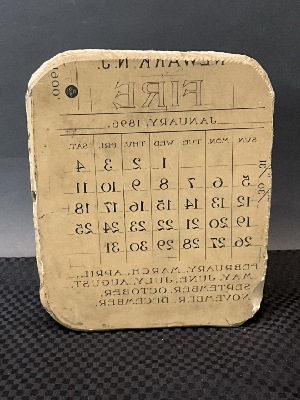 NEWARK, N.J.
FIRE
JANUARY, 1896.
SUN. MON. TUE. WED. THU. FRI. SAT.
1 2 3 4
5 6 7 8 9 10 11
12 13 14 15 16 17 18
19 20 21 22 23 24 25
26 27 28 29 30 31
FEBRUARY, MARCH, APRIL,
MAY, JUNE, JULY, AUGUST,
SEPTEMBER, OCTOBER,
NOVEMBER, DECEMBER.